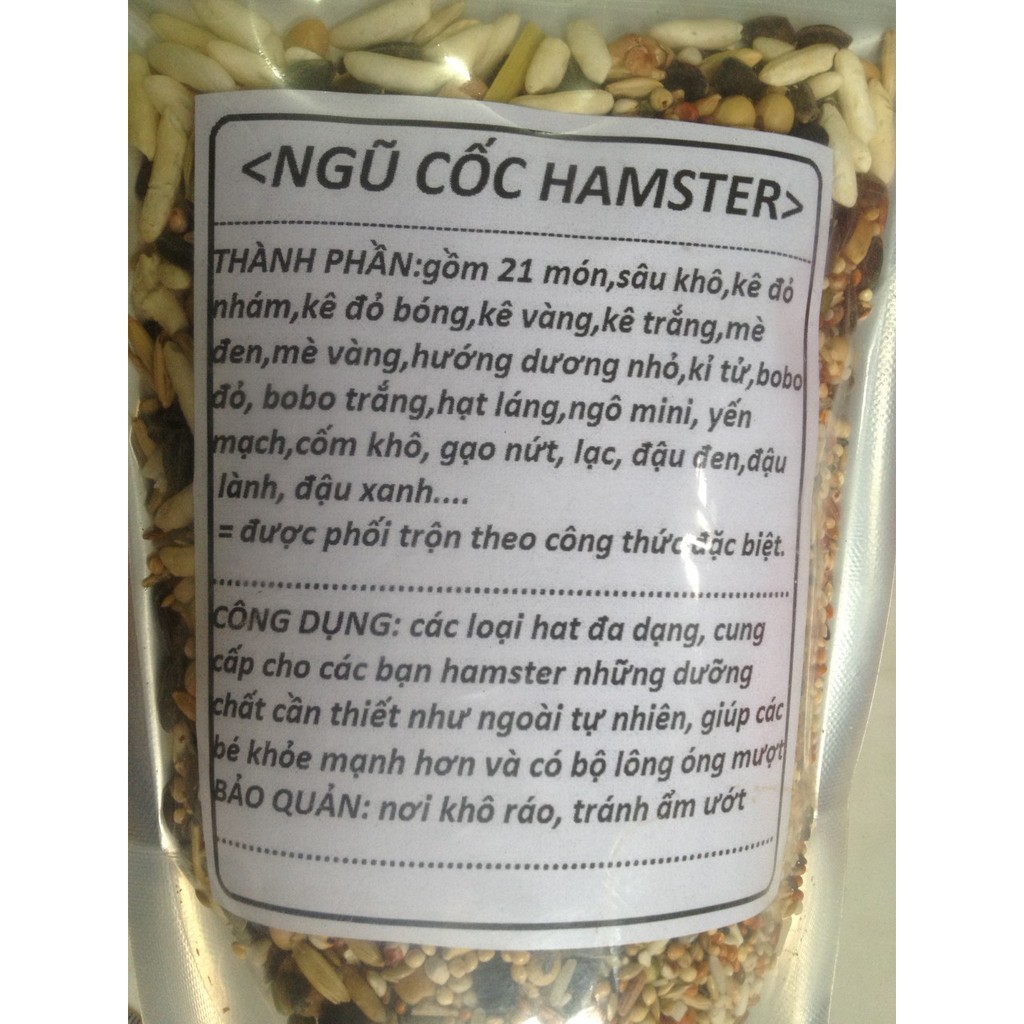 <NGŨ CỐC HAMSTER>
THÀNH PHẦN:gồm 21 món,sâu khô,kê đỏ
nhám,kê đỏ bóng,kê vàng,kê trắng,mè
đen,mè vàng,hướng dương nhỏ,kỉ tử,bobo
đỏ, bobo trắng,hạt láng,ngô mini, yến
mạch,cốm khô, gạo nứt, lạc, đậu đen,đậu
lành, đậu xanh....
= được phối trộn theo công thức đặc biệt.
CÔNG DỤNG: các loại hat đa dạng, cung
cấp cho các bạn hamster những dưỡng
chất cần thiết như ngoài tự nhiên, giúp các
bé khỏe mạnh hơn và có bộ lông óng mượt
BẢO QUẢN: nơi khô ráo, tránh ẩm ướt